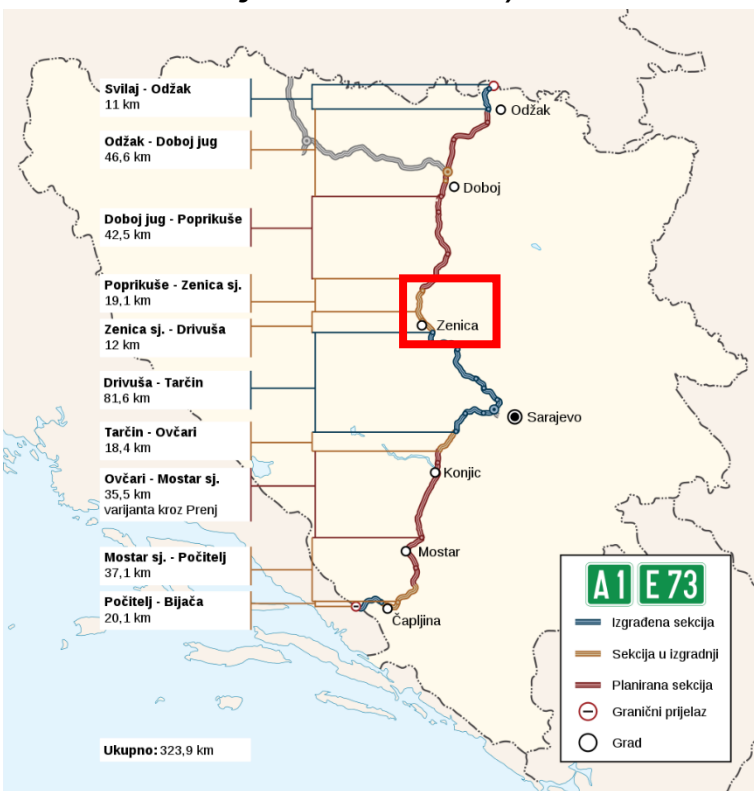 Svilaj - Odžak
11 km
Odžak - Doboj jug
46,6 km
Doboj jug - Poprikuše
42,5 km
Poprikuše - Zenica sj.
19,1 km
Zenica sj. - Drivuša
12 km
Drivuša - Tarčin
81,6 km
Tarčin - Ovčari
18,4 km
Ovčari - Mostar sj.
35,5 km
varijanta kroz Prenj
Mostar sj. - Počitelj
37,1 km
Počitelj - Bijača
20,1 km
Ukupno: 323,9 km
Odžak
Doboj
Zenica
Sarajevo
Konjic
Mostar
Čapljina
A1 E 73
Izgrađena sekcija
Sekcija u izgradnji
Planirana sekcija
Granični prijelaz
Grad